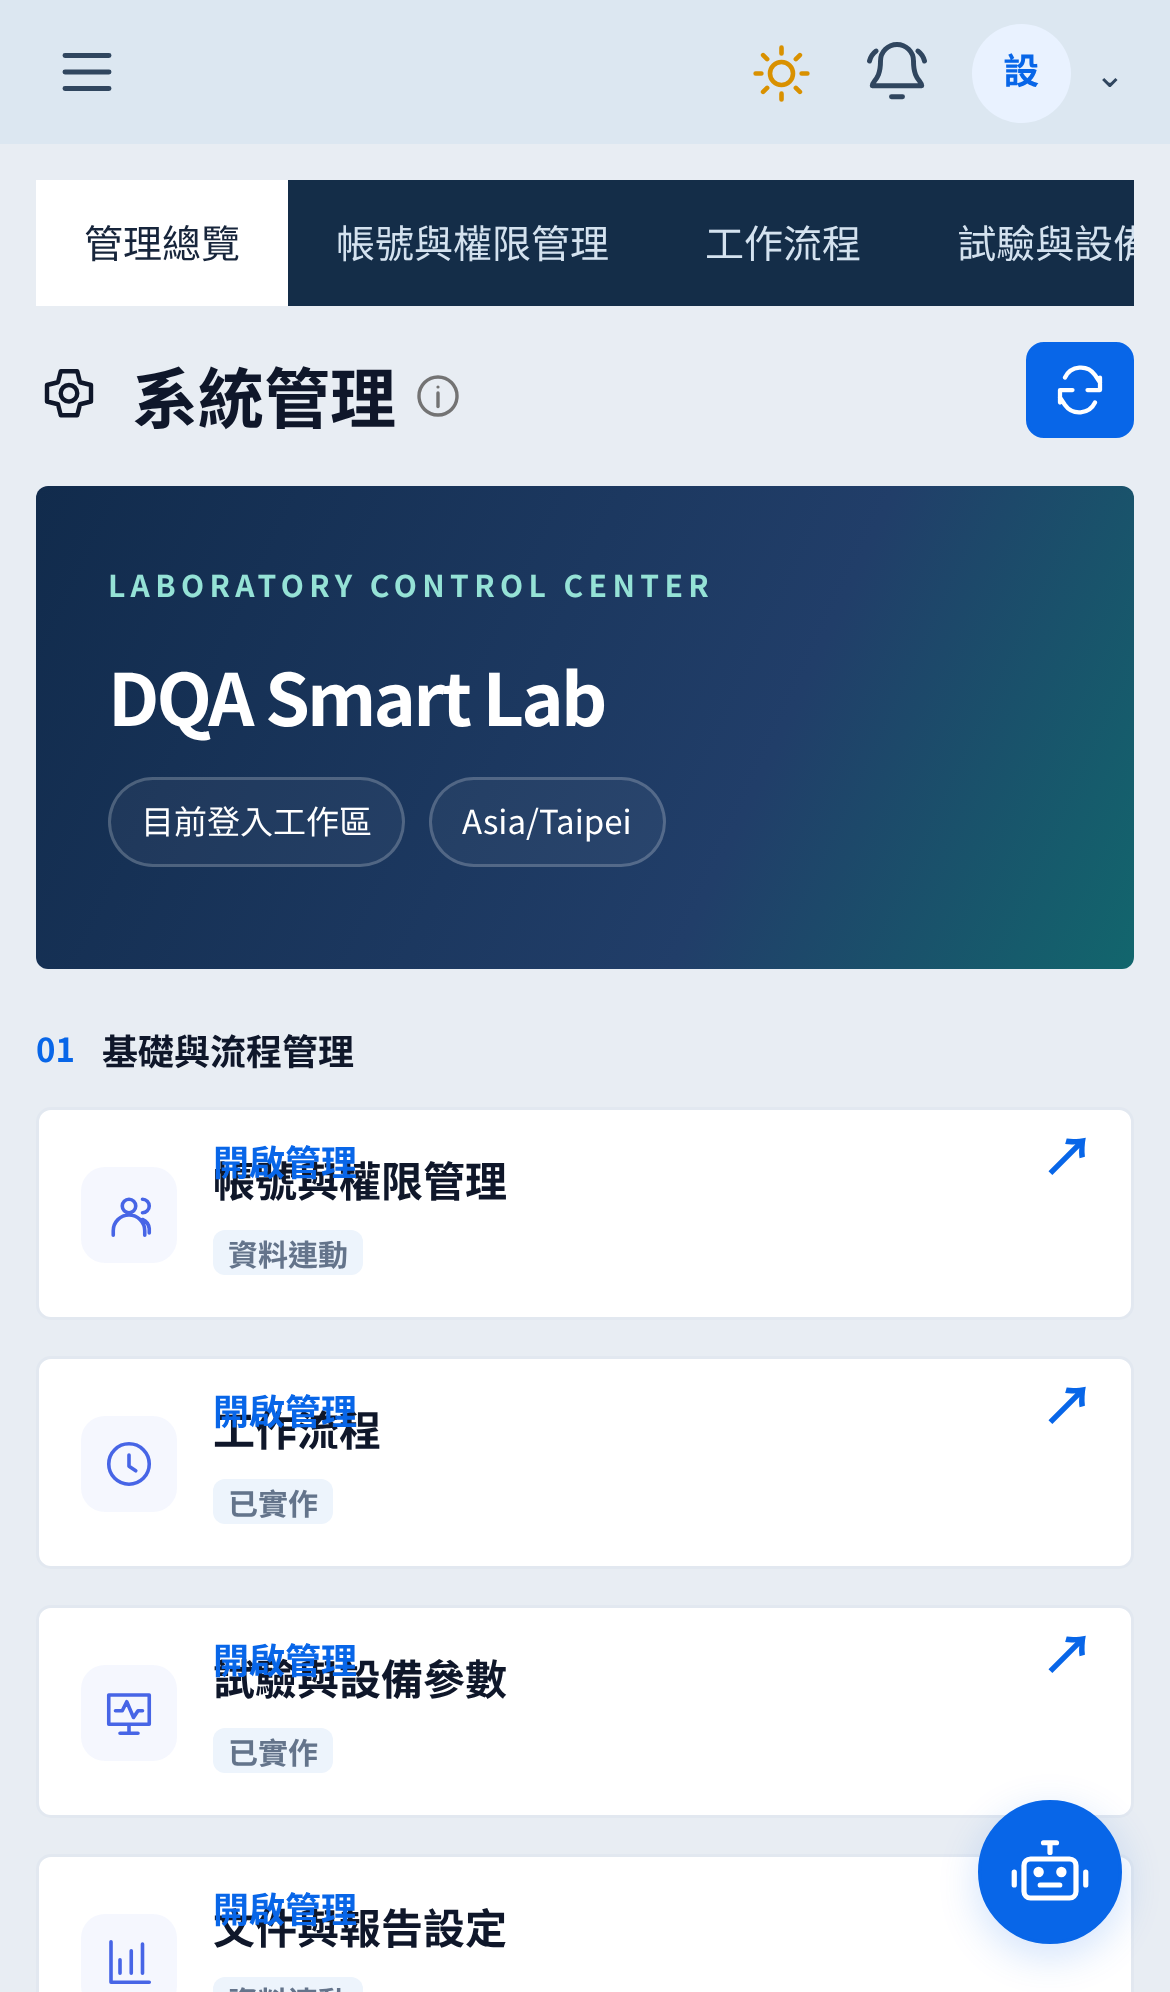 設
管理總覽 帳號與權限管理 工作流程 試驗與設備
系統管理
LABORATORY CONTROL CENTER
DQA Smart Lab
目前登入工作區 Asia/Taipei
01 基礎與流程管理
開啟管理
帳號與權限管理
資料連動
開啟管理
工作流程
已實作
開啟管理
試驗與設備參數
已實作
開啟管理
文件與報告設定
資料連動